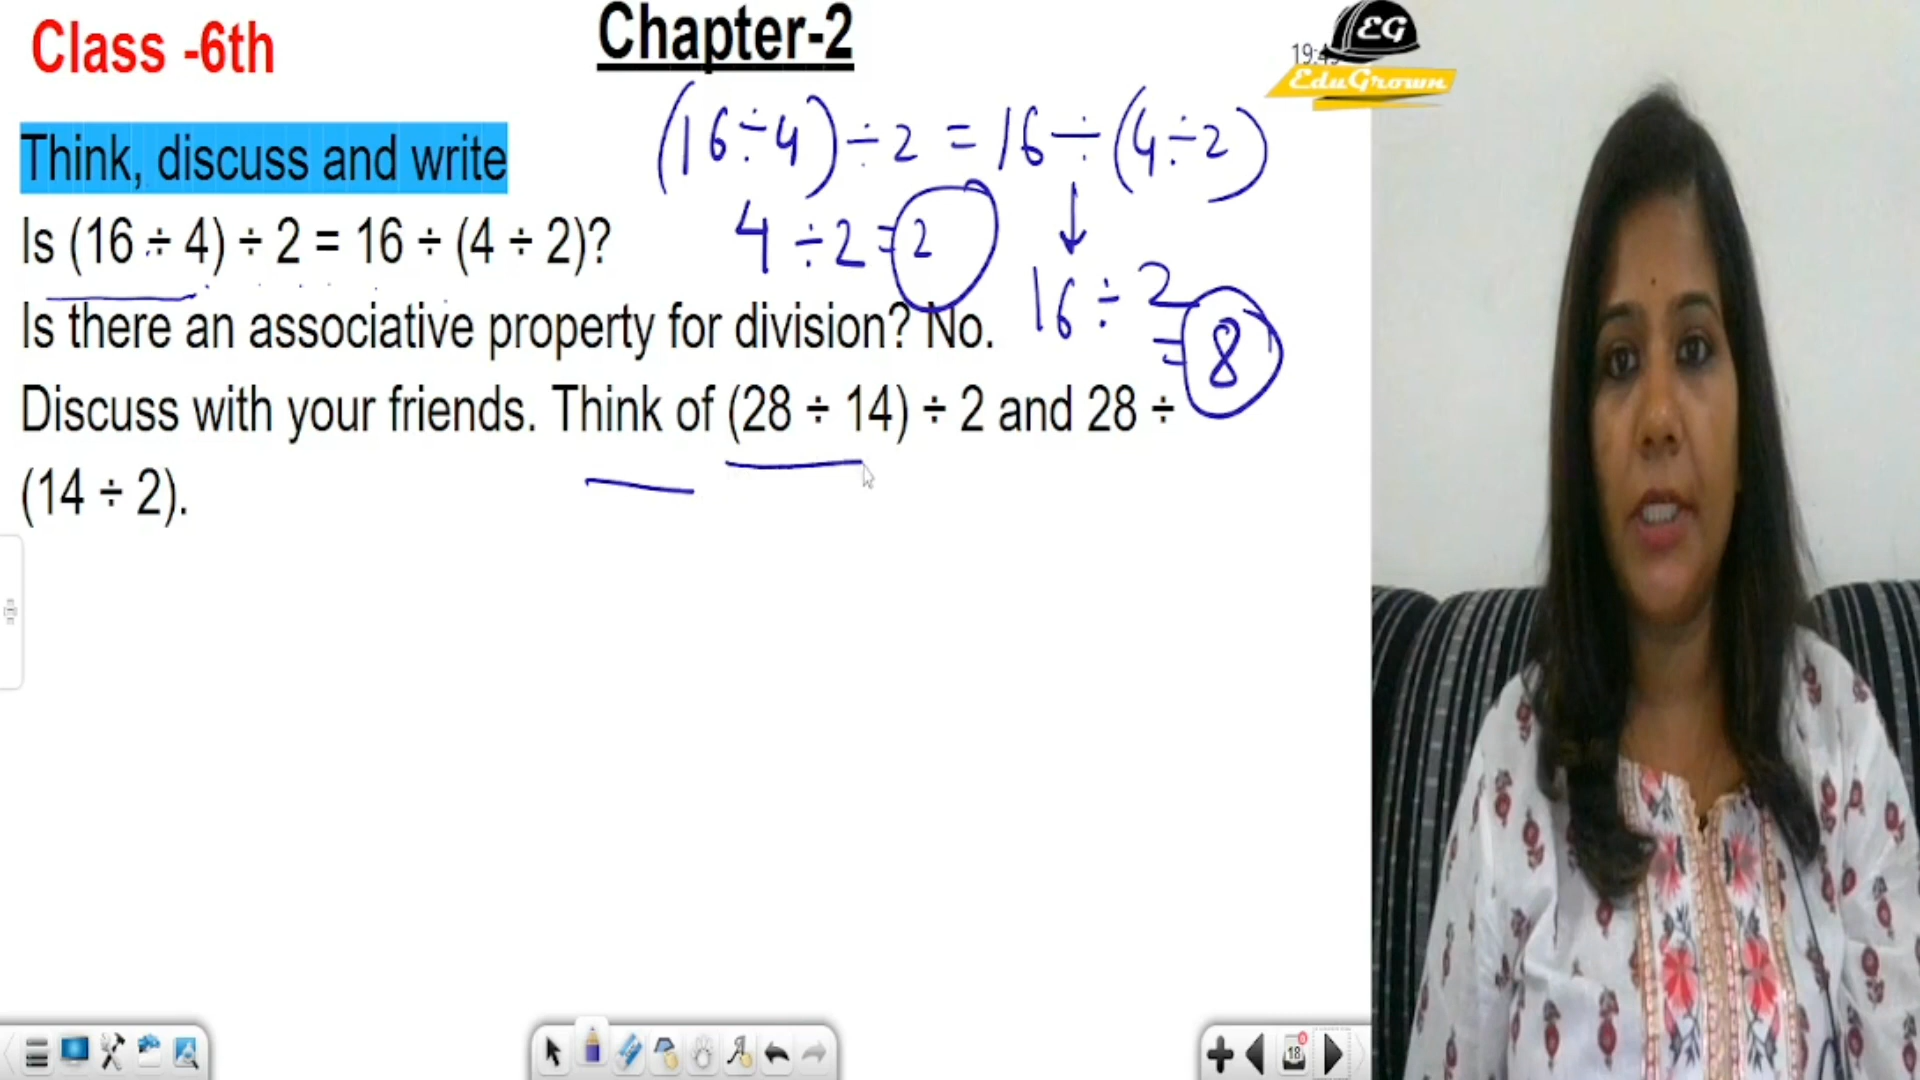 Class -6th
Chapter-2
EG
EduGrown
Think, discuss and write
(16÷4) ÷ 2 = 16 ÷ (4÷2)
4 ÷ 2 = 2
16 ÷ 2
= 8
Is (16 ÷ 4) ÷ 2 = 16 ÷ (4 ÷ 2)?
Is there an associative property for division? No.
Discuss with your friends. Think of (28 ÷ 14) ÷ 2 and 28 ÷
(14 ÷ 2).
18